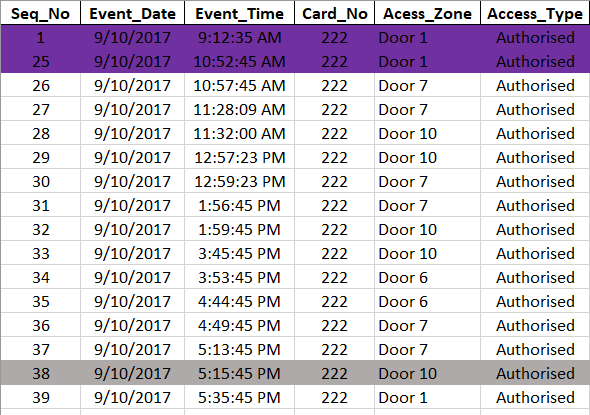 Seq_No Event_Date Event_Time Card_No Acess_Zone Access_Type
1 9/10/2017 9:12:35 AM 222 Door 1 Authorised
25 9/10/2017 10:52:45 AM 222 Door 1 Authorised
26 9/10/2017 10:57:45 AM 222 Door 7 Authorised
27 9/10/2017 11:28:09 AM 222 Door 7 Authorised
28 9/10/2017 11:32:00 AM 222 Door 10 Authorised
29 9/10/2017 12:57:23 PM 222 Door 10 Authorised
30 9/10/2017 12:59:23 PM 222 Door 7 Authorised
31 9/10/2017 1:56:45 PM 222 Door 7 Authorised
32 9/10/2017 1:59:45 PM 222 Door 10 Authorised
33 9/10/2017 3:45:45 PM 222 Door 10 Authorised
34 9/10/2017 3:53:45 PM 222 Door 6 Authorised
35 9/10/2017 4:44:45 PM 222 Door 6 Authorised
36 9/10/2017 4:49:45 PM 222 Door 7 Authorised
37 9/10/2017 5:13:45 PM 222 Door 7 Authorised
38 9/10/2017 5:15:45 PM 222 Door 10 Authorised
39 9/10/2017 5:35:45 PM 222 Door 1 Authorised